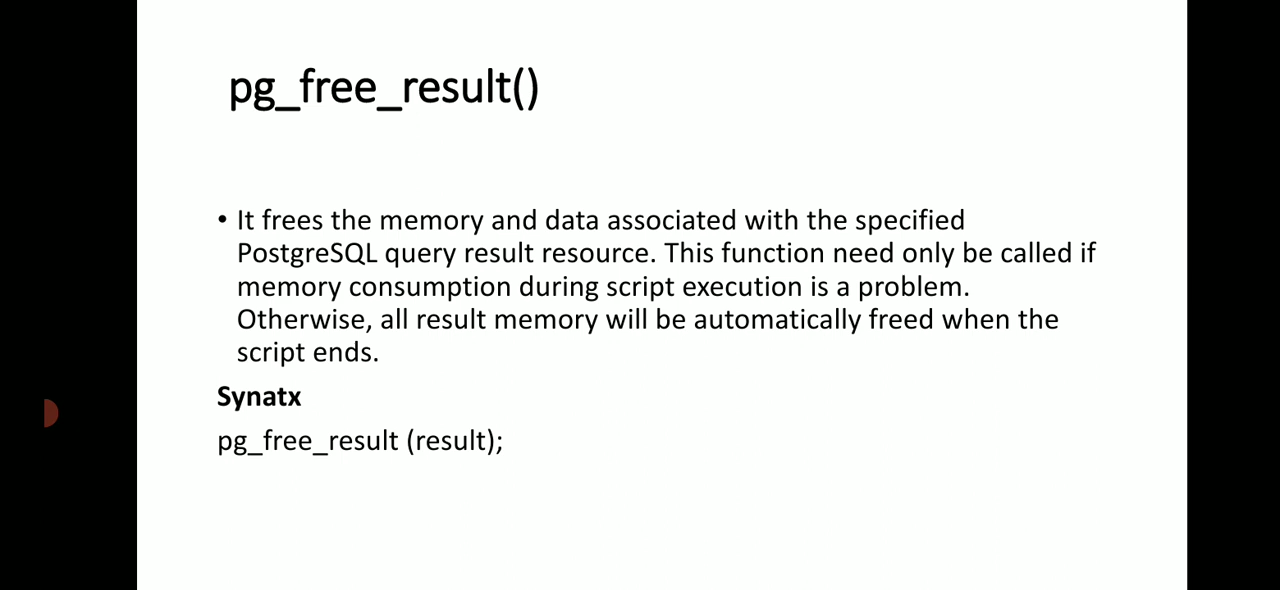 pg_free_result()
• It frees the memory and data associated with the specified
PostgreSQL query result resource. This function need only be called if
memory consumption during script execution is a problem.
Otherwise, all result memory will be automatically freed when the
script ends.
Synatx
pg_free_result (result);